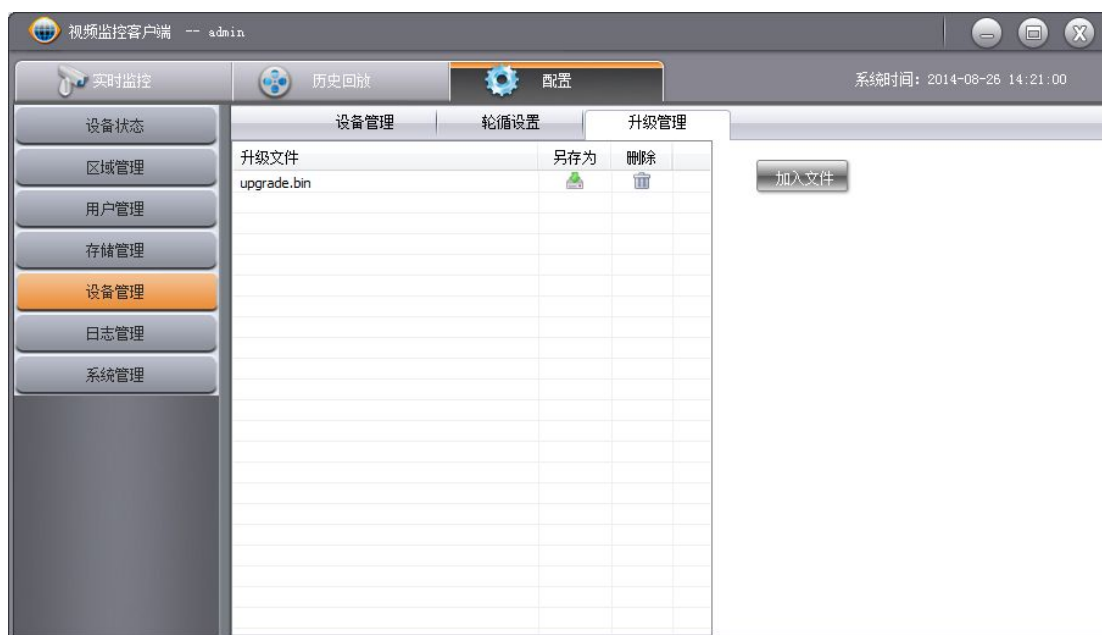 视频监控客户端 -- admin
实时监控 历史回放 配置 系统时间：2014-08-26 14:21:00
设备状态
区域管理
用户管理
存储管理
设备管理
日志管理
系统管理
设备管理 轮循设置 升级管理
升级文件 另存为 删除
upgrade.bin
加入文件